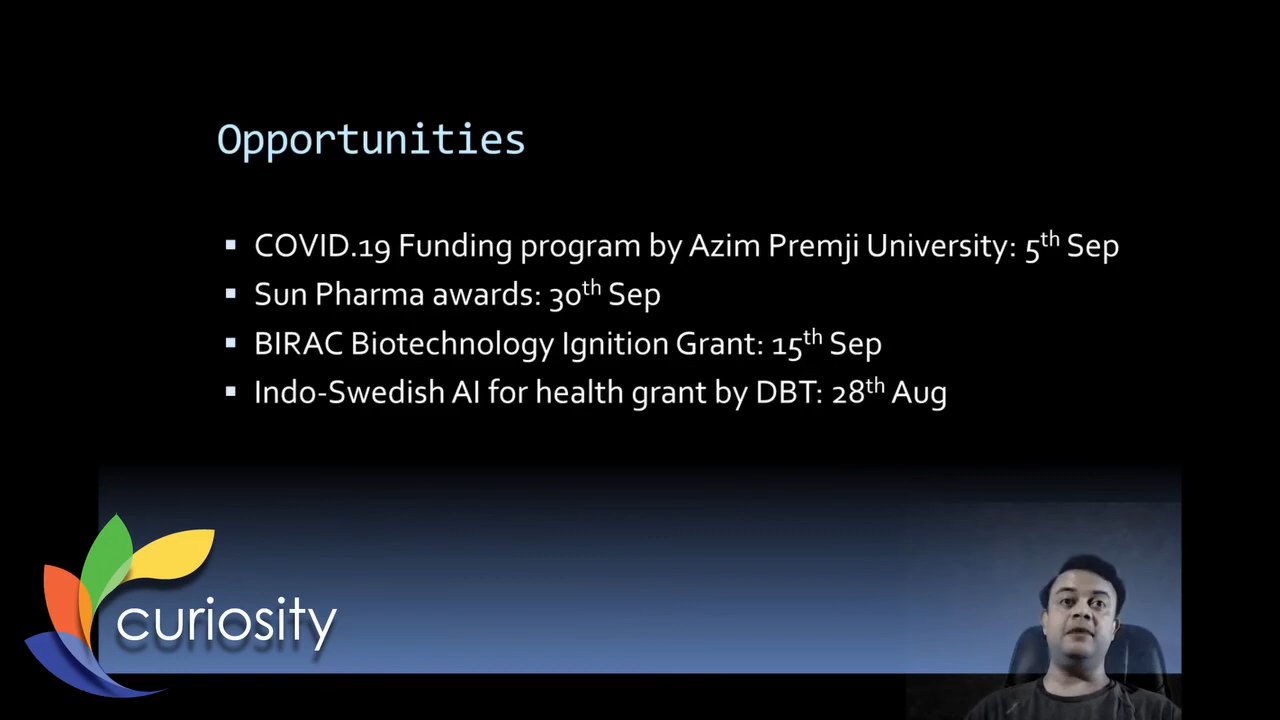 Opportunities
COVID.19 Funding program by Azim Premji University: 5th Sep
Sun Pharma awards: 30th Sep
BIRAC Biotechnology Ignition Grant: 15th Sep
Indo-Swedish AI for health grant by DBT: 28th Aug
curiosity